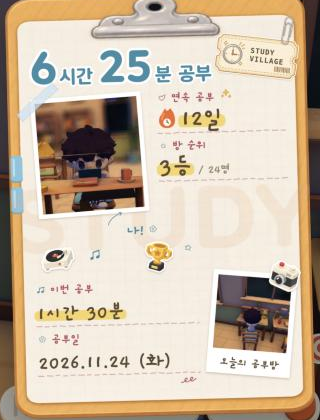 6시간 25분 공부
STUDY
VILLAGE
연속 공부
12일
방 순위
3등 / 24명
STUDY
나!
이번 공부
1시간 30분
공부일
2026.11.24 (화)
오늘의 공부방